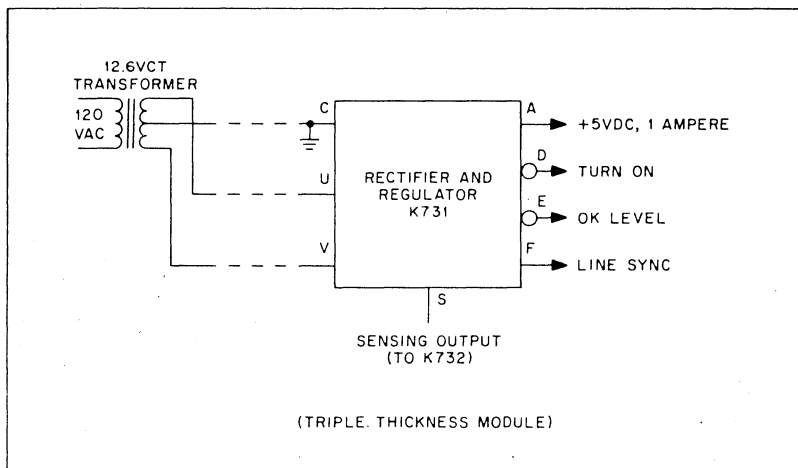 12.6VCT
TRANSFORMER
120
VAC
C
U
V
RECTIFIER AND
REGULATOR
K731
A
+5VDC, 1 AMPERE
D
TURN ON
E
OK LEVEL
F
LINE SYNC
S
SENSING OUTPUT
(TO K732)
(TRIPLE. THICKNESS MODULE)